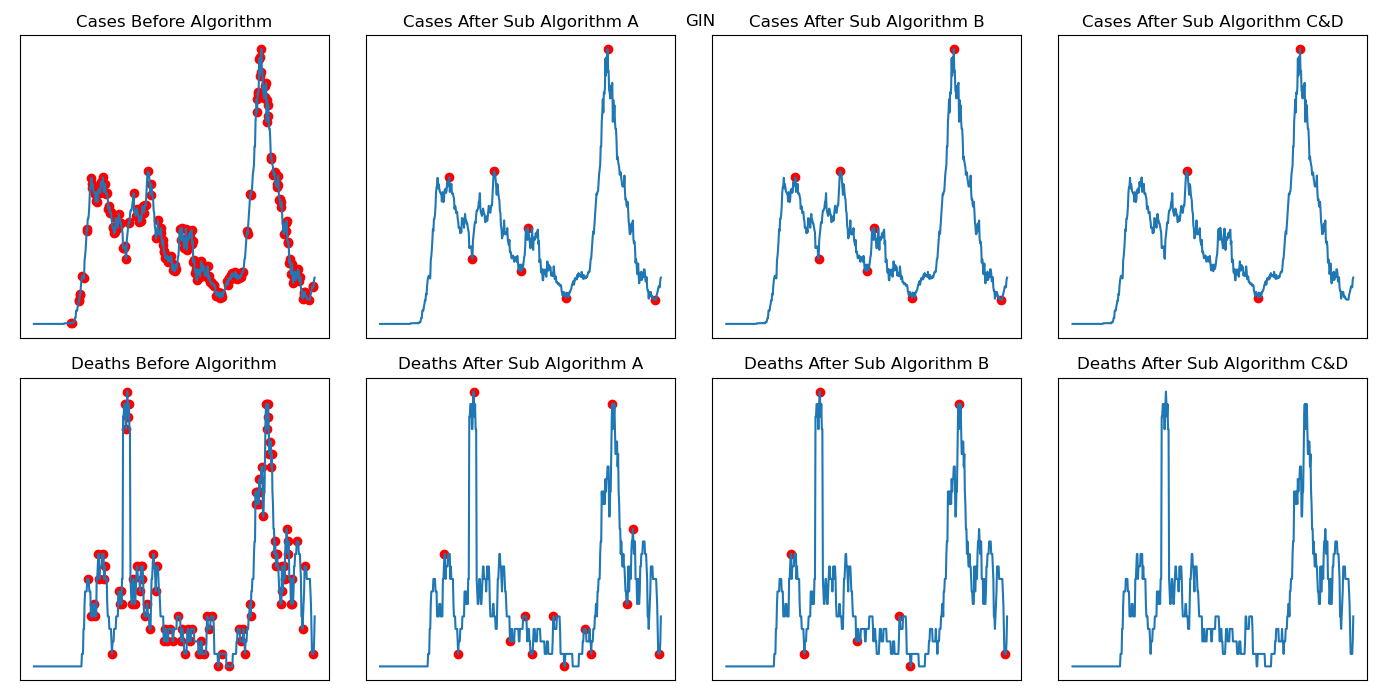 GIN
Cases Before Algorithm
Cases After Sub Algorithm A
Cases After Sub Algorithm B
Cases After Sub Algorithm C&D
Deaths Before Algorithm
Deaths After Sub Algorithm A
Deaths After Sub Algorithm B
Deaths After Sub Algorithm C&D